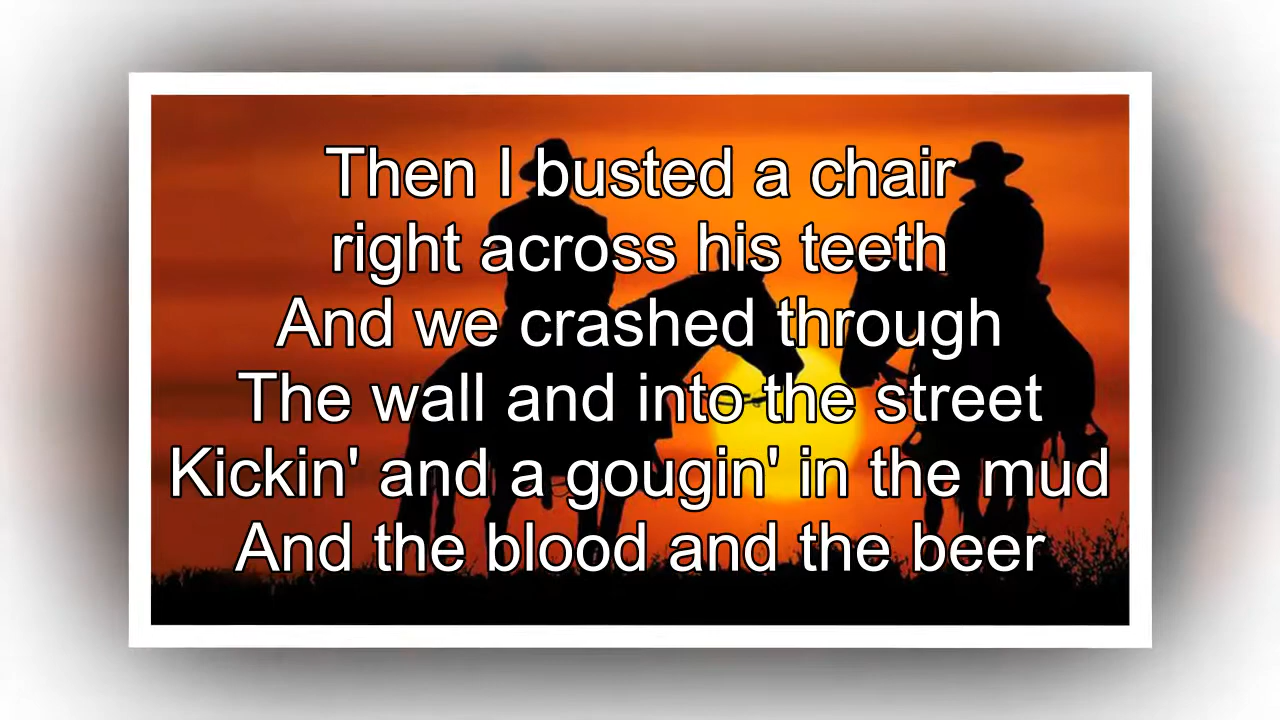 Then I busted a chair
right across his teeth
And we crashed through
The wall and into the street
Kickin' and a gougin' in the mud
And the blood and the beer